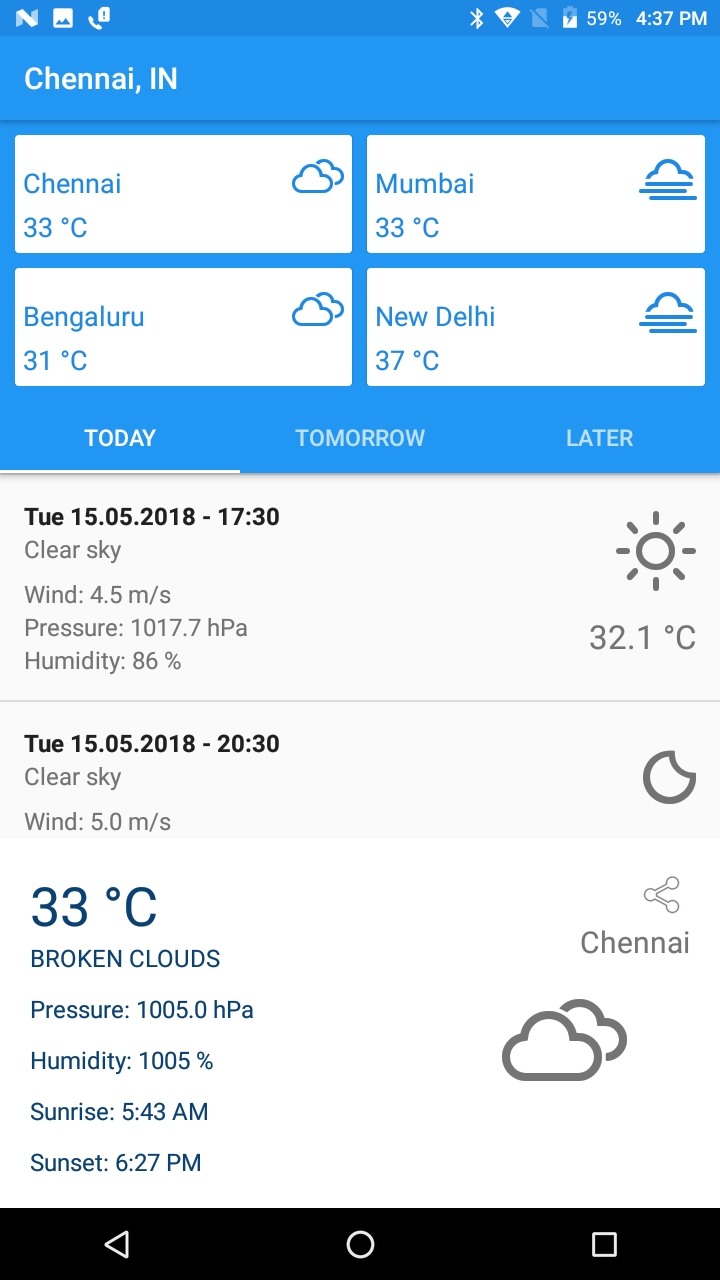 59% 4:37 PM
Chennai, IN
Chennai
33 °C
Mumbai
33 °C
Bengaluru
31 °C
New Delhi
37 °C
TODAY TOMORROW LATER
Tue 15.05.2018 - 17:30
Clear sky
Wind: 4.5 m/s
Pressure: 1017.7 hPa
Humidity: 86 %
32.1 °C
Tue 15.05.2018 - 20:30
Clear sky
Wind: 5.0 m/s
33 °C
BROKEN CLOUDS
Chennai
Pressure: 1005.0 hPa
Humidity: 1005 %
Sunrise: 5:43 AM
Sunset: 6:27 PM